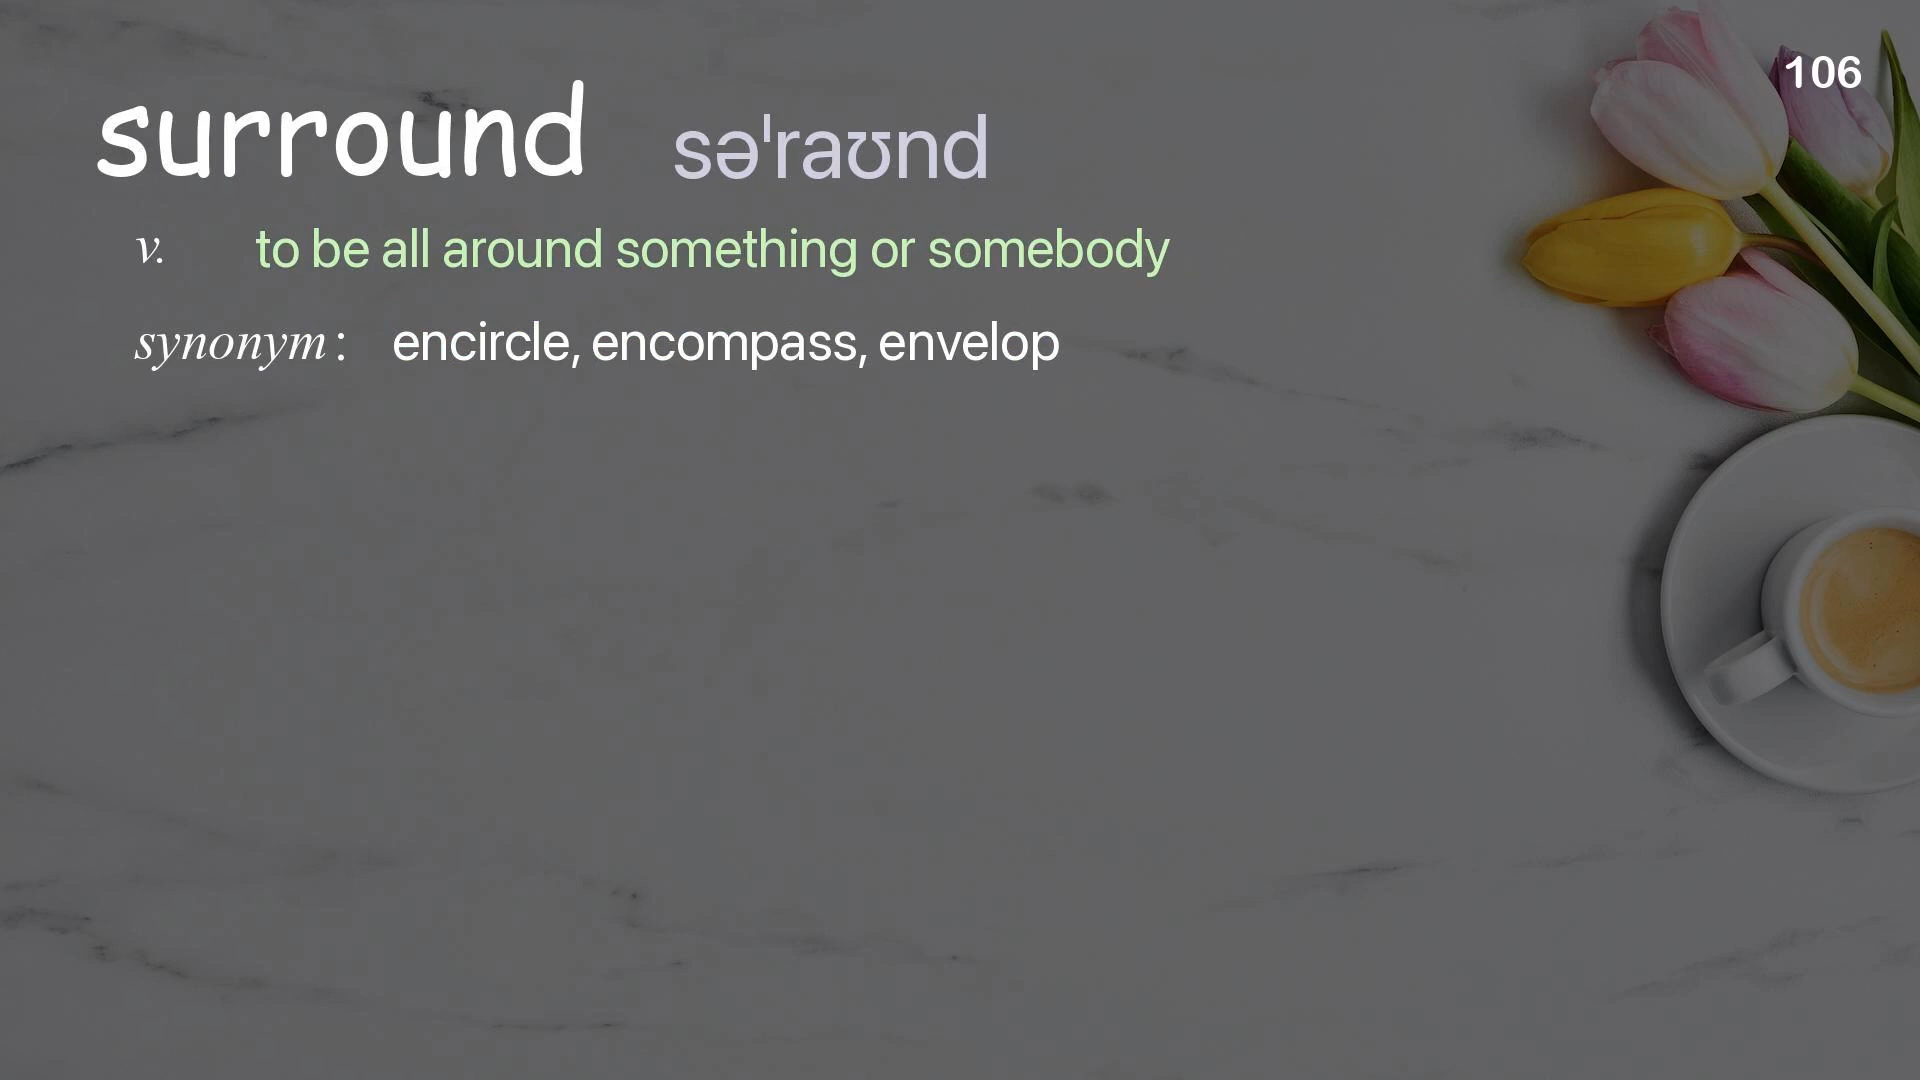 106
surround səˈraʊnd
v. to be all around something or somebody
synonym : encircle, encompass, envelop